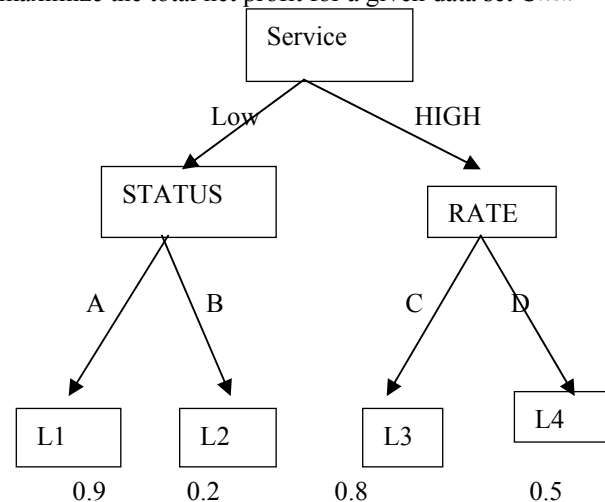 maximize the total net profit for a given data set
Service
Low HIGH
STATUS
RATE
A B C D
L1 L2 L3 L4
0.9 0.2 0.8 0.5